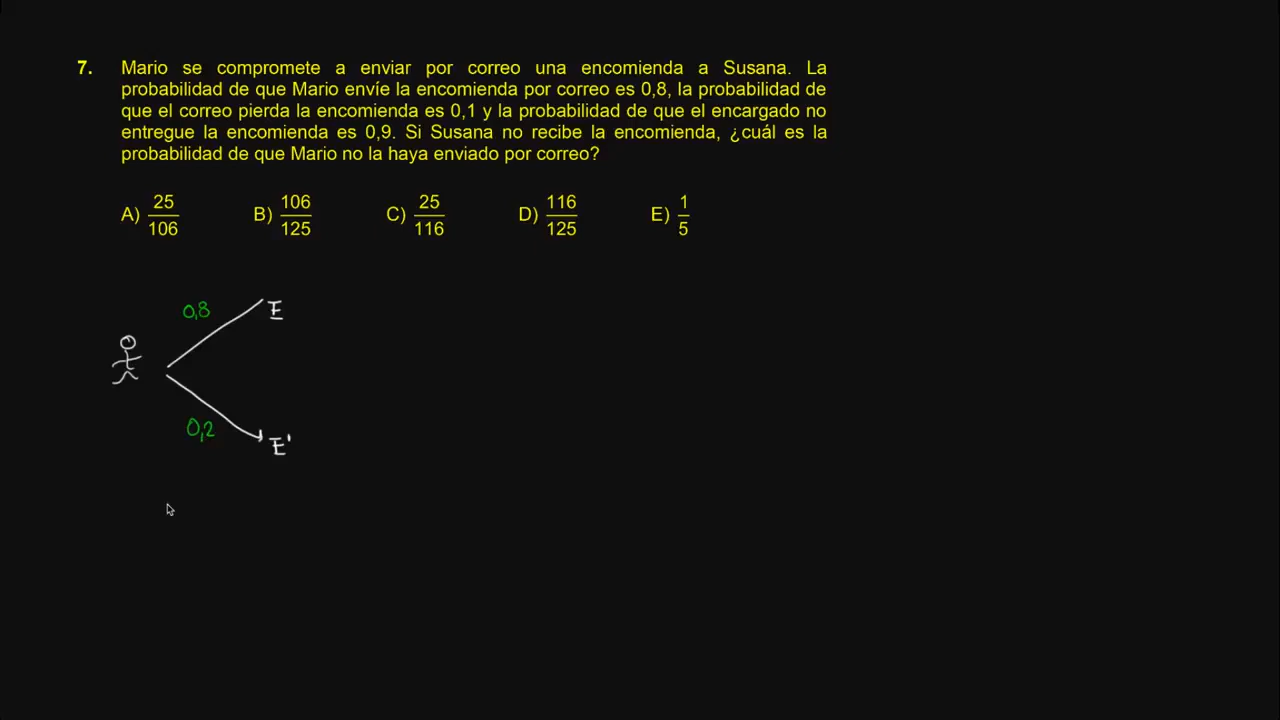 7. Mario se compromete a enviar por correo una encomienda a Susana. La
probabilidad de que Mario envíe la encomienda por correo es 0,8, la probabilidad de
que el correo pierda la encomienda es 0,1 y la probabilidad de que el encargado no
entregue la encomienda es 0,9. Si Susana no recibe la encomienda, ¿cuál es la
probabilidad de que Mario no la haya enviado por correo?
A) 25/106 B) 106/125 C) 25/116 D) 116/125 E) 1/5
0,8 E
0,2 E'